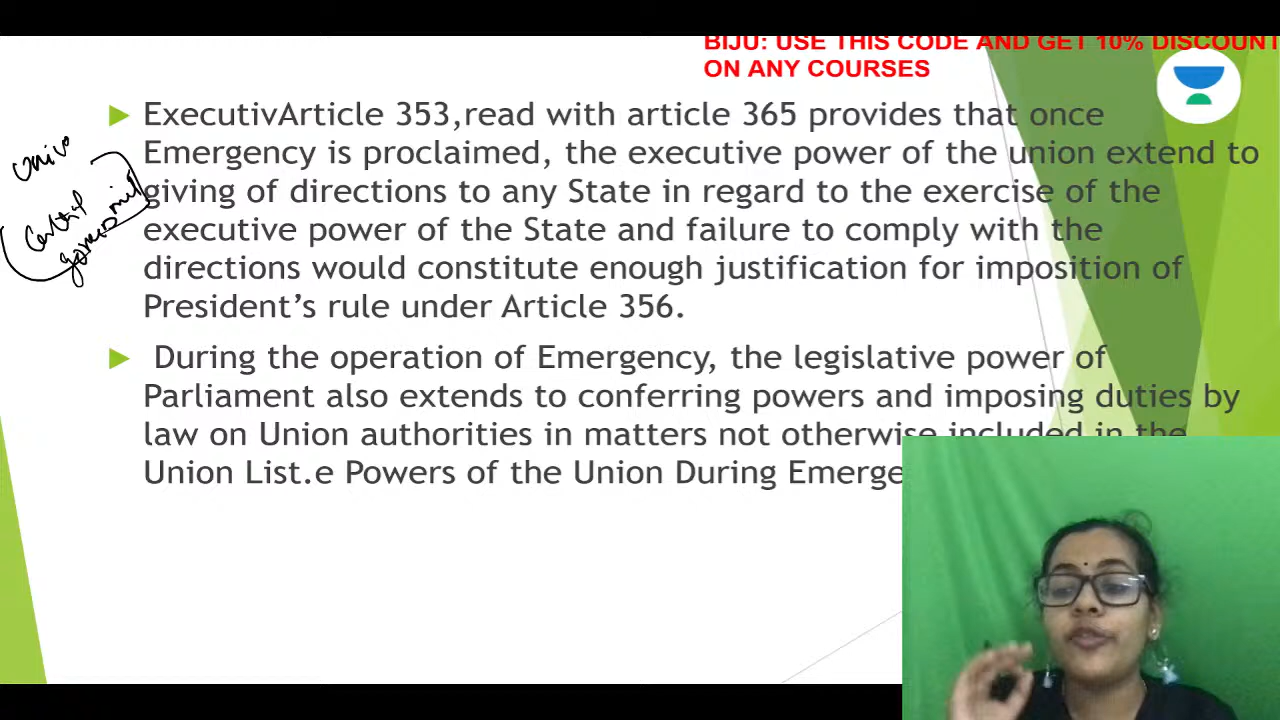 BIJU: USE THIS CODE AND GET 10% DISCOUNT
ON ANY COURSES
ExecutivArticle 353,read with article 365 provides that once
Emergency is proclaimed, the executive power of the union extend to
giving of directions to any State in regard to the exercise of the
executive power of the State and failure to comply with the
directions would constitute enough justification for imposition of
President’s rule under Article 356.
During the operation of Emergency, the legislative power of
Parliament also extends to conferring powers and imposing duties by
law on Union authorities in matters not otherwise included in the
Union List.e Powers of the Union During Emerge